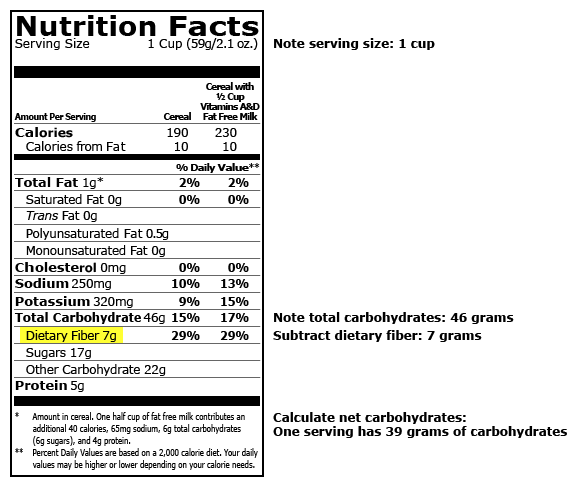 Nutrition Facts
Serving Size 1 Cup (59g/2.1 oz.)
Note serving size: 1 cup
Cereal with
½ Cup
Vitamins A&D
Amount Per Serving Cereal Fat Free Milk
Calories 190 230
Calories from Fat 10 10
% Daily Value**
Total Fat 1g* 2% 2%
Saturated Fat 0g 0% 0%
Trans Fat 0g
Polyunsaturated Fat 0.5g
Monounsaturated Fat 0g
Cholesterol 0mg 0% 0%
Sodium 250mg 10% 13%
Potassium 320mg 9% 15%
Total Carbohydrate 46g 15% 17%
Note total carbohydrates: 46 grams
Dietary Fiber 7g 29% 29%
Subtract dietary fiber: 7 grams
Sugars 17g
Other Carbohydrate 22g
Protein 5g
* Amount in cereal. One half cup of fat free milk contributes an
additional 40 calories, 65mg sodium, 6g total carbohydrates
(6g sugars), and 4g protein.
** Percent Daily Values are based on a 2,000 calorie diet. Your daily
values may be higher or lower depending on your calorie needs.
Calculate net carbohydrates:
One serving has 39 grams of carbohydrates